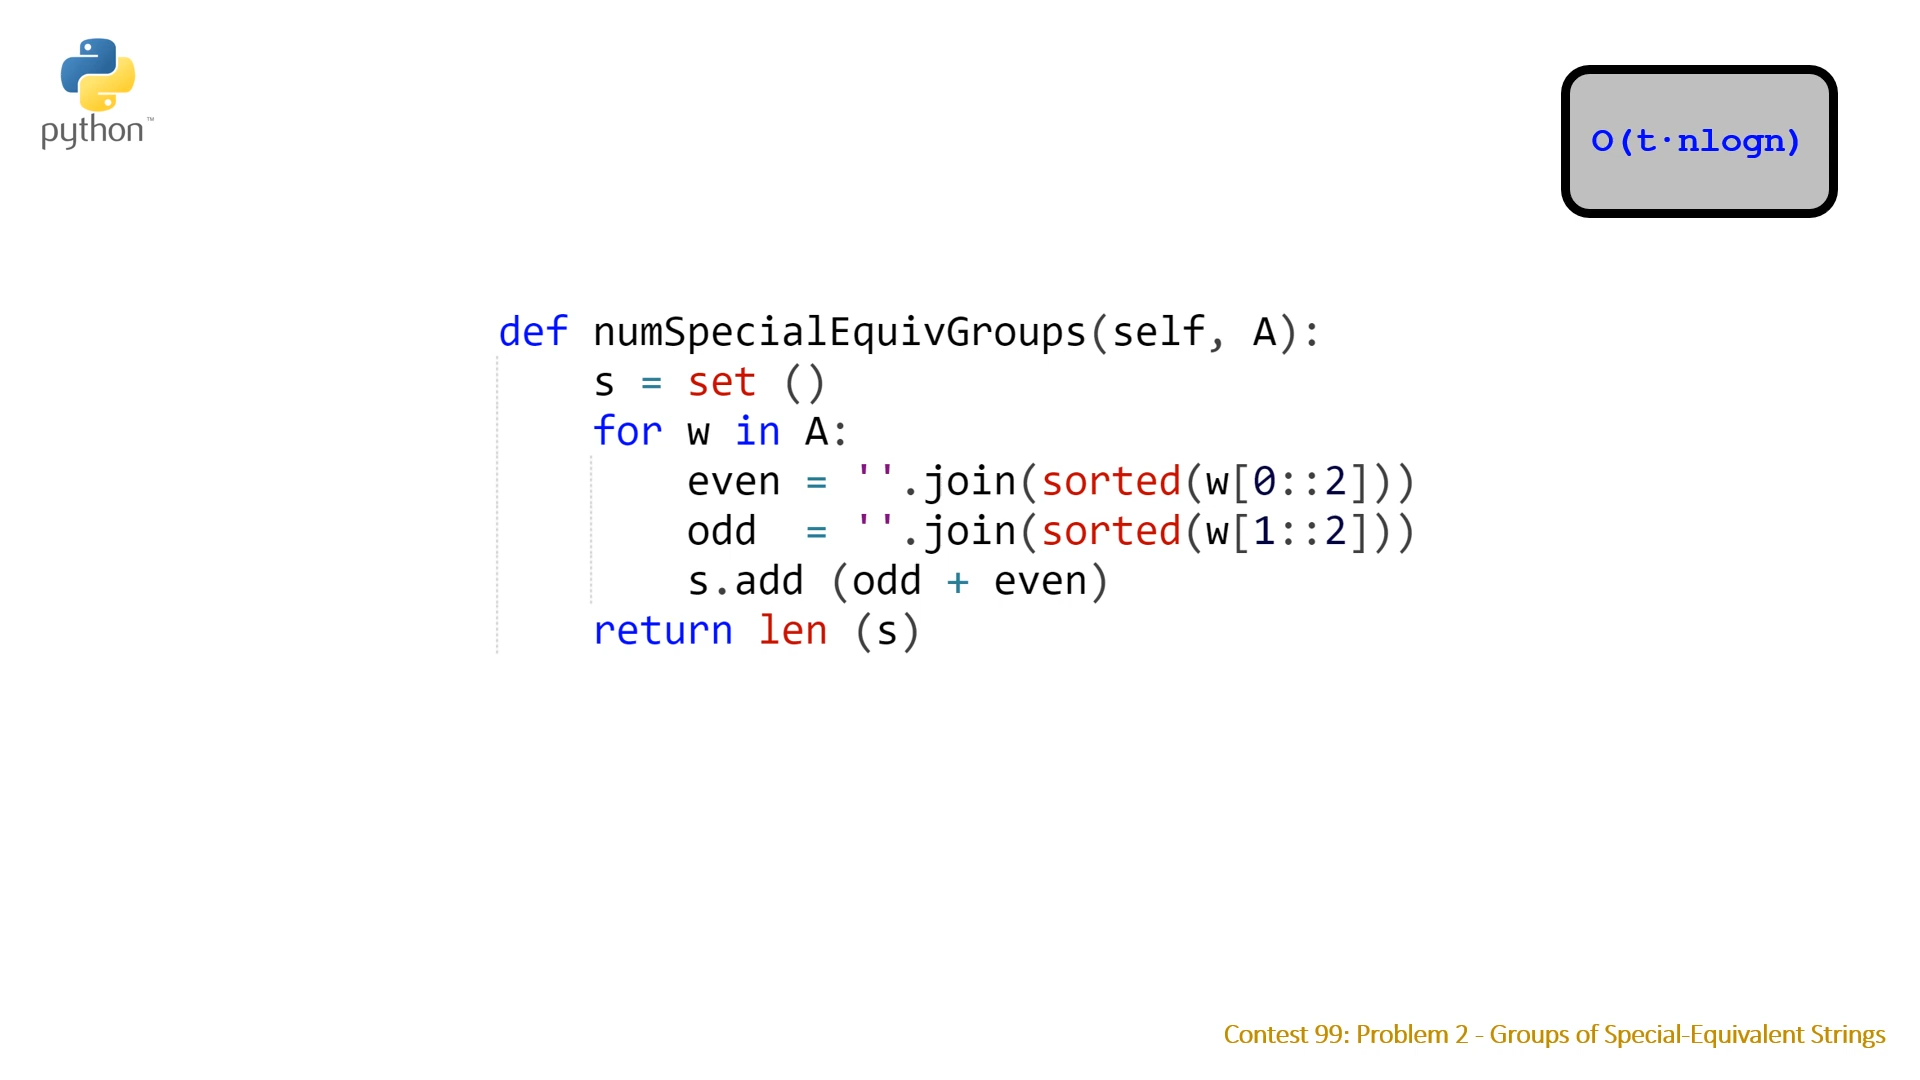 python™
O(t·nlogn)
def numSpecialEquivGroups(self, A):
    s = set ()
    for w in A:
        even = ''.join(sorted(w[0::2]))
        odd  = ''.join(sorted(w[1::2]))
        s.add (odd + even)
    return len (s)
Contest 99: Problem 2 - Groups of Special-Equivalent Strings